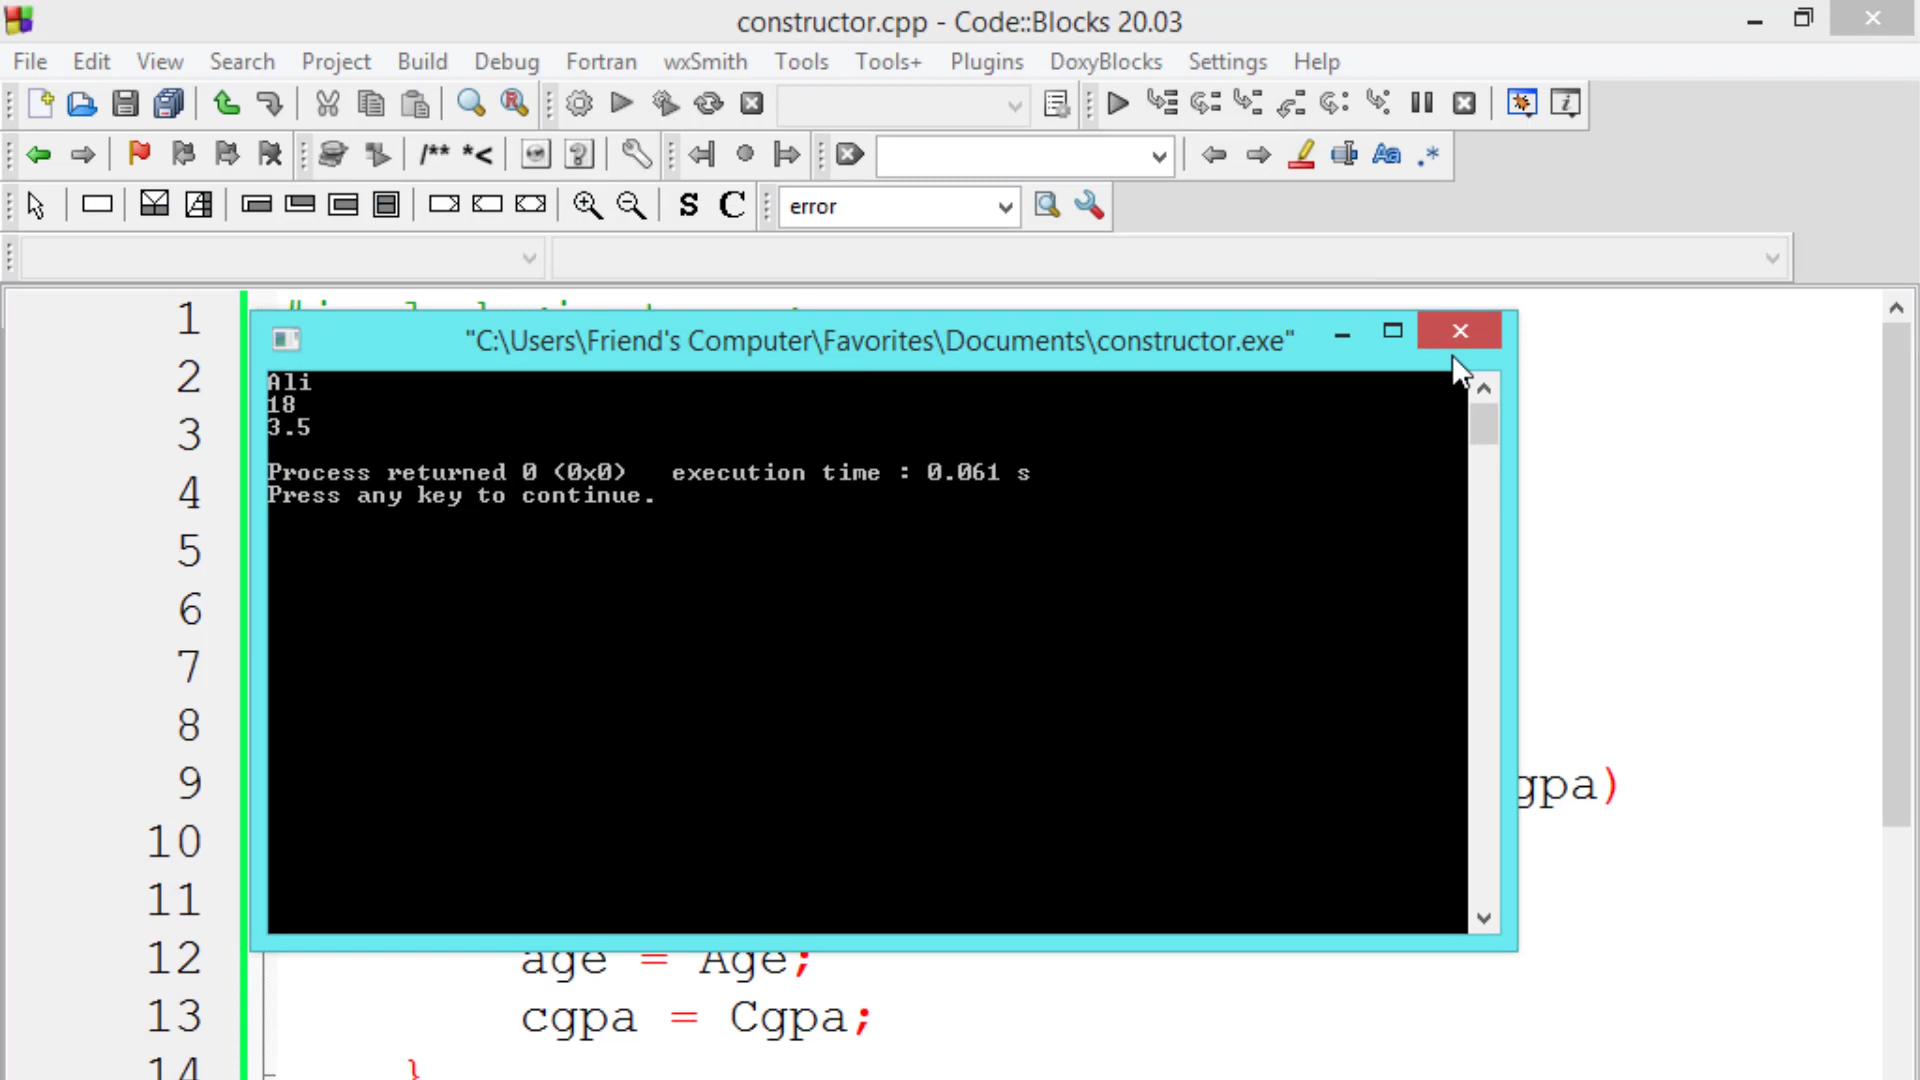 constructor.cpp - Code::Blocks 20.03
File Edit View Search Project Build Debug Fortran wxSmith Tools Tools+ Plugins DoxyBlocks Settings Help
/** *<
Aa .*
S C error
1
"C:\Users\Friend's Computer\Favorites\Documents\constructor.exe"
2 Ali
18
3 3.5
Process returned 0 (0x0)   execution time : 0.061 s
4 Press any key to continue.
5
6
7
8
9 gpa)
10
11
12 age = Age;
13 cgpa = Cgpa;
14 }